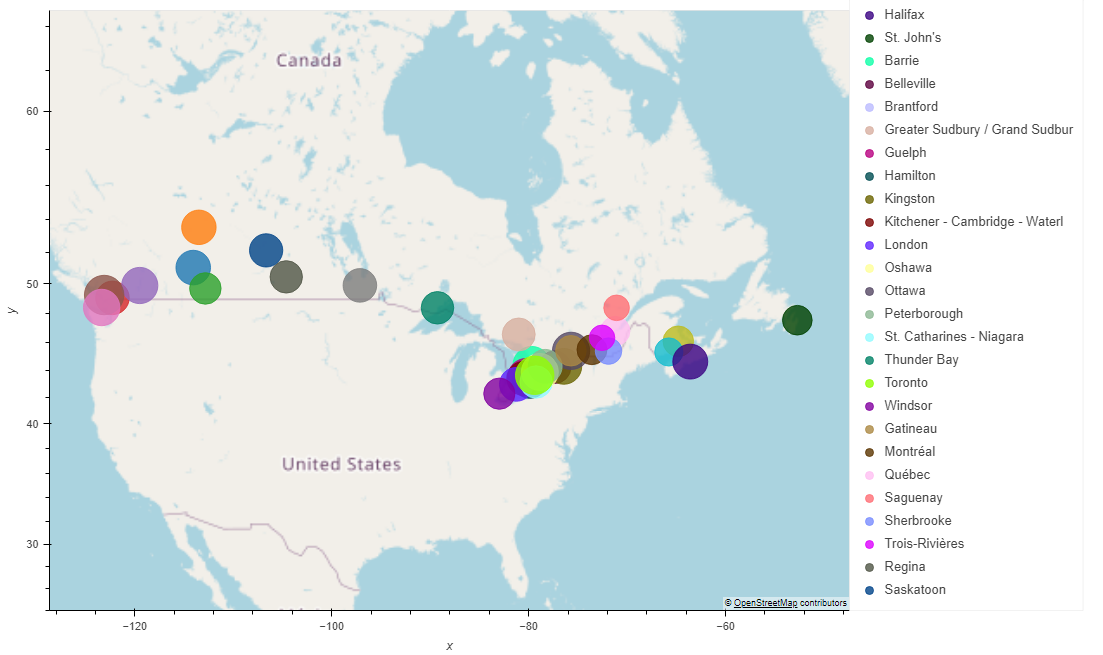 Canada
United States
60
50
40
30
y
-120
-100
-80
-60
x
© OpenStreetMap contributors
Halifax
St. John's
Barrie
Belleville
Brantford
Greater Sudbury / Grand Sudbur
Guelph
Hamilton
Kingston
Kitchener - Cambridge - Waterl
London
Oshawa
Ottawa
Peterborough
St. Catharines - Niagara
Thunder Bay
Toronto
Windsor
Gatineau
Montréal
Québec
Saguenay
Sherbrooke
Trois-Rivières
Regina
Saskatoon